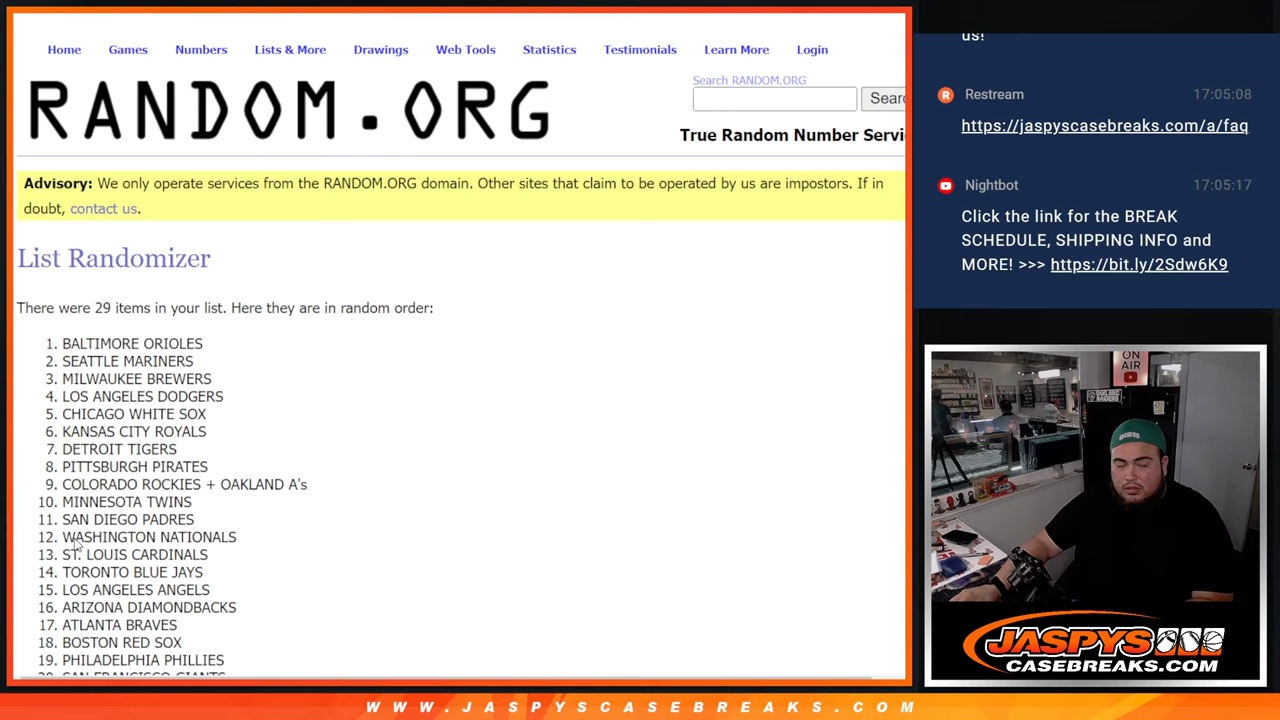 Home Games Numbers Lists & More Drawings Web Tools Statistics Testimonials Learn More Login
RANDOM.ORG
Search RANDOM.ORG
Searc
True Random Number Servi
Advisory: We only operate services from the RANDOM.ORG domain. Other sites that claim to be operated by us are impostors. If in
doubt, contact us.
List Randomizer
There were 29 items in your list. Here they are in random order:
1. BALTIMORE ORIOLES
2. SEATTLE MARINERS
3. MILWAUKEE BREWERS
4. LOS ANGELES DODGERS
5. CHICAGO WHITE SOX
6. KANSAS CITY ROYALS
7. DETROIT TIGERS
8. PITTSBURGH PIRATES
9. COLORADO ROCKIES + OAKLAND A's
10. MINNESOTA TWINS
11. SAN DIEGO PADRES
12. WASHINGTON NATIONALS
13. ST. LOUIS CARDINALS
14. TORONTO BLUE JAYS
15. LOS ANGELES ANGELS
16. ARIZONA DIAMONDBACKS
17. ATLANTA BRAVES
18. BOSTON RED SOX
19. PHILADELPHIA PHILLIES
20. SAN FRANCISCO GIANTS
us!
Restream 17:05:08
https://jaspyscasebreaks.com/a/faq
Nightbot 17:05:17
Click the link for the BREAK
SCHEDULE, SHIPPING INFO and
MORE! >>> https://bit.ly/2Sdw6K9
ON
AIR
JASPYS
CASEBREAKS.COM
WWW.JASPYSCASEBREAKS.COM